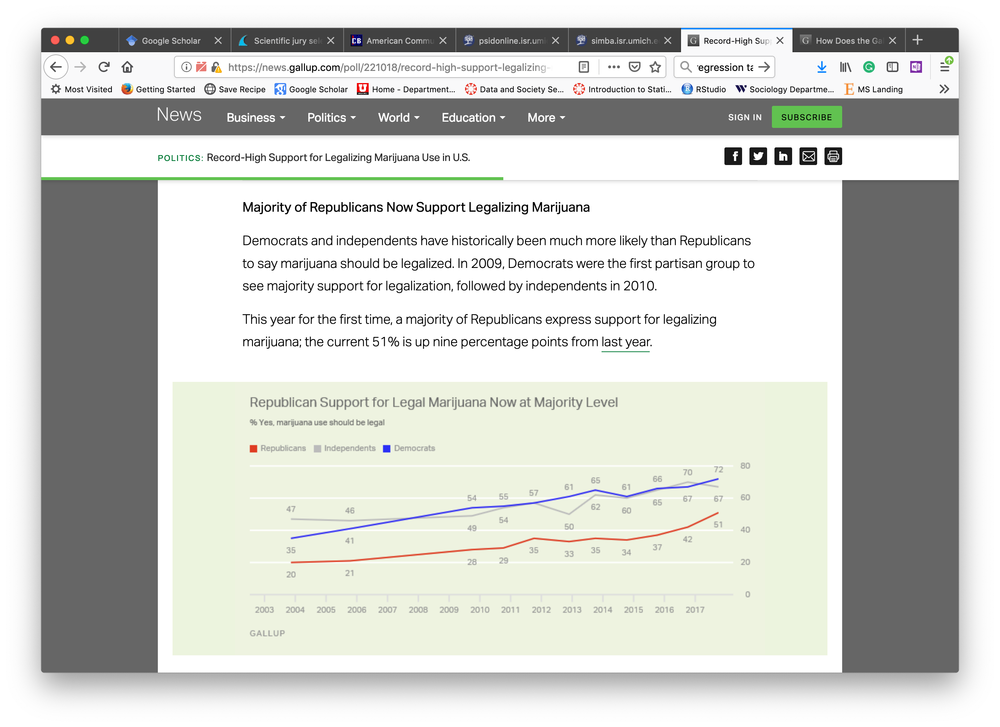 Google Scholar
Scientific jury sel
American Commu
psidonline.isr.umi
simba.isr.umich.e
G Record-High Sup
G How Does the Ga
https://news.gallup.com/poll/221018/record-high-support-legalizing-
regression ta
Most Visited
Getting Started
Save Recipe
Google Scholar
Home - Department...
Data and Society Se...
Introduction to Stati...
RStudio
Sociology Departme...
MS Landing
News Business Politics World Education More SIGN IN SUBSCRIBE
POLITICS: Record-High Support for Legalizing Marijuana Use in U.S.
Majority of Republicans Now Support Legalizing Marijuana
Democrats and independents have historically been much more likely than Republicans
to say marijuana should be legalized. In 2009, Democrats were the first partisan group to
see majority support for legalization, followed by independents in 2010.
This year for the first time, a majority of Republicans express support for legalizing
marijuana; the current 51% is up nine percentage points from last year.
Republican Support for Legal Marijuana Now at Majority Level
% Yes, marijuana use should be legal
Republicans Independents Democrats
80
60
40
20
0
47 46 54 55 57 61 65 61 66 70 72
35 41 49 54 50 62 60 65 67 67
20 21 28 29 35 33 35 34 37 42 51
2003 2004 2005 2006 2007 2008 2009 2010 2011 2012 2013 2014 2015 2016 2017
GALLUP